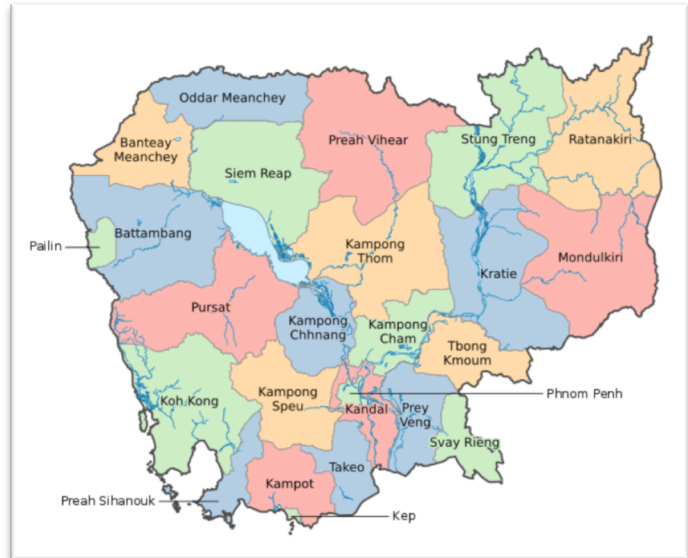 Oddar Meanchey
Banteay
Meanchey
Preah Vihear
Stung Treng
Ratanakiri
Siem Reap
Battambang
Pailin
Kampong
Thom
Mondulkiri
Kratie
Pursat
Kampong
Chhnang
Kampong
Cham
Tbong
Kmoum
Koh Kong
Kampong
Speu
Kandal
Prey
Veng
Phnom Penh
Svay Rieng
Takeo
Kampot
Preah Sihanouk
Kep